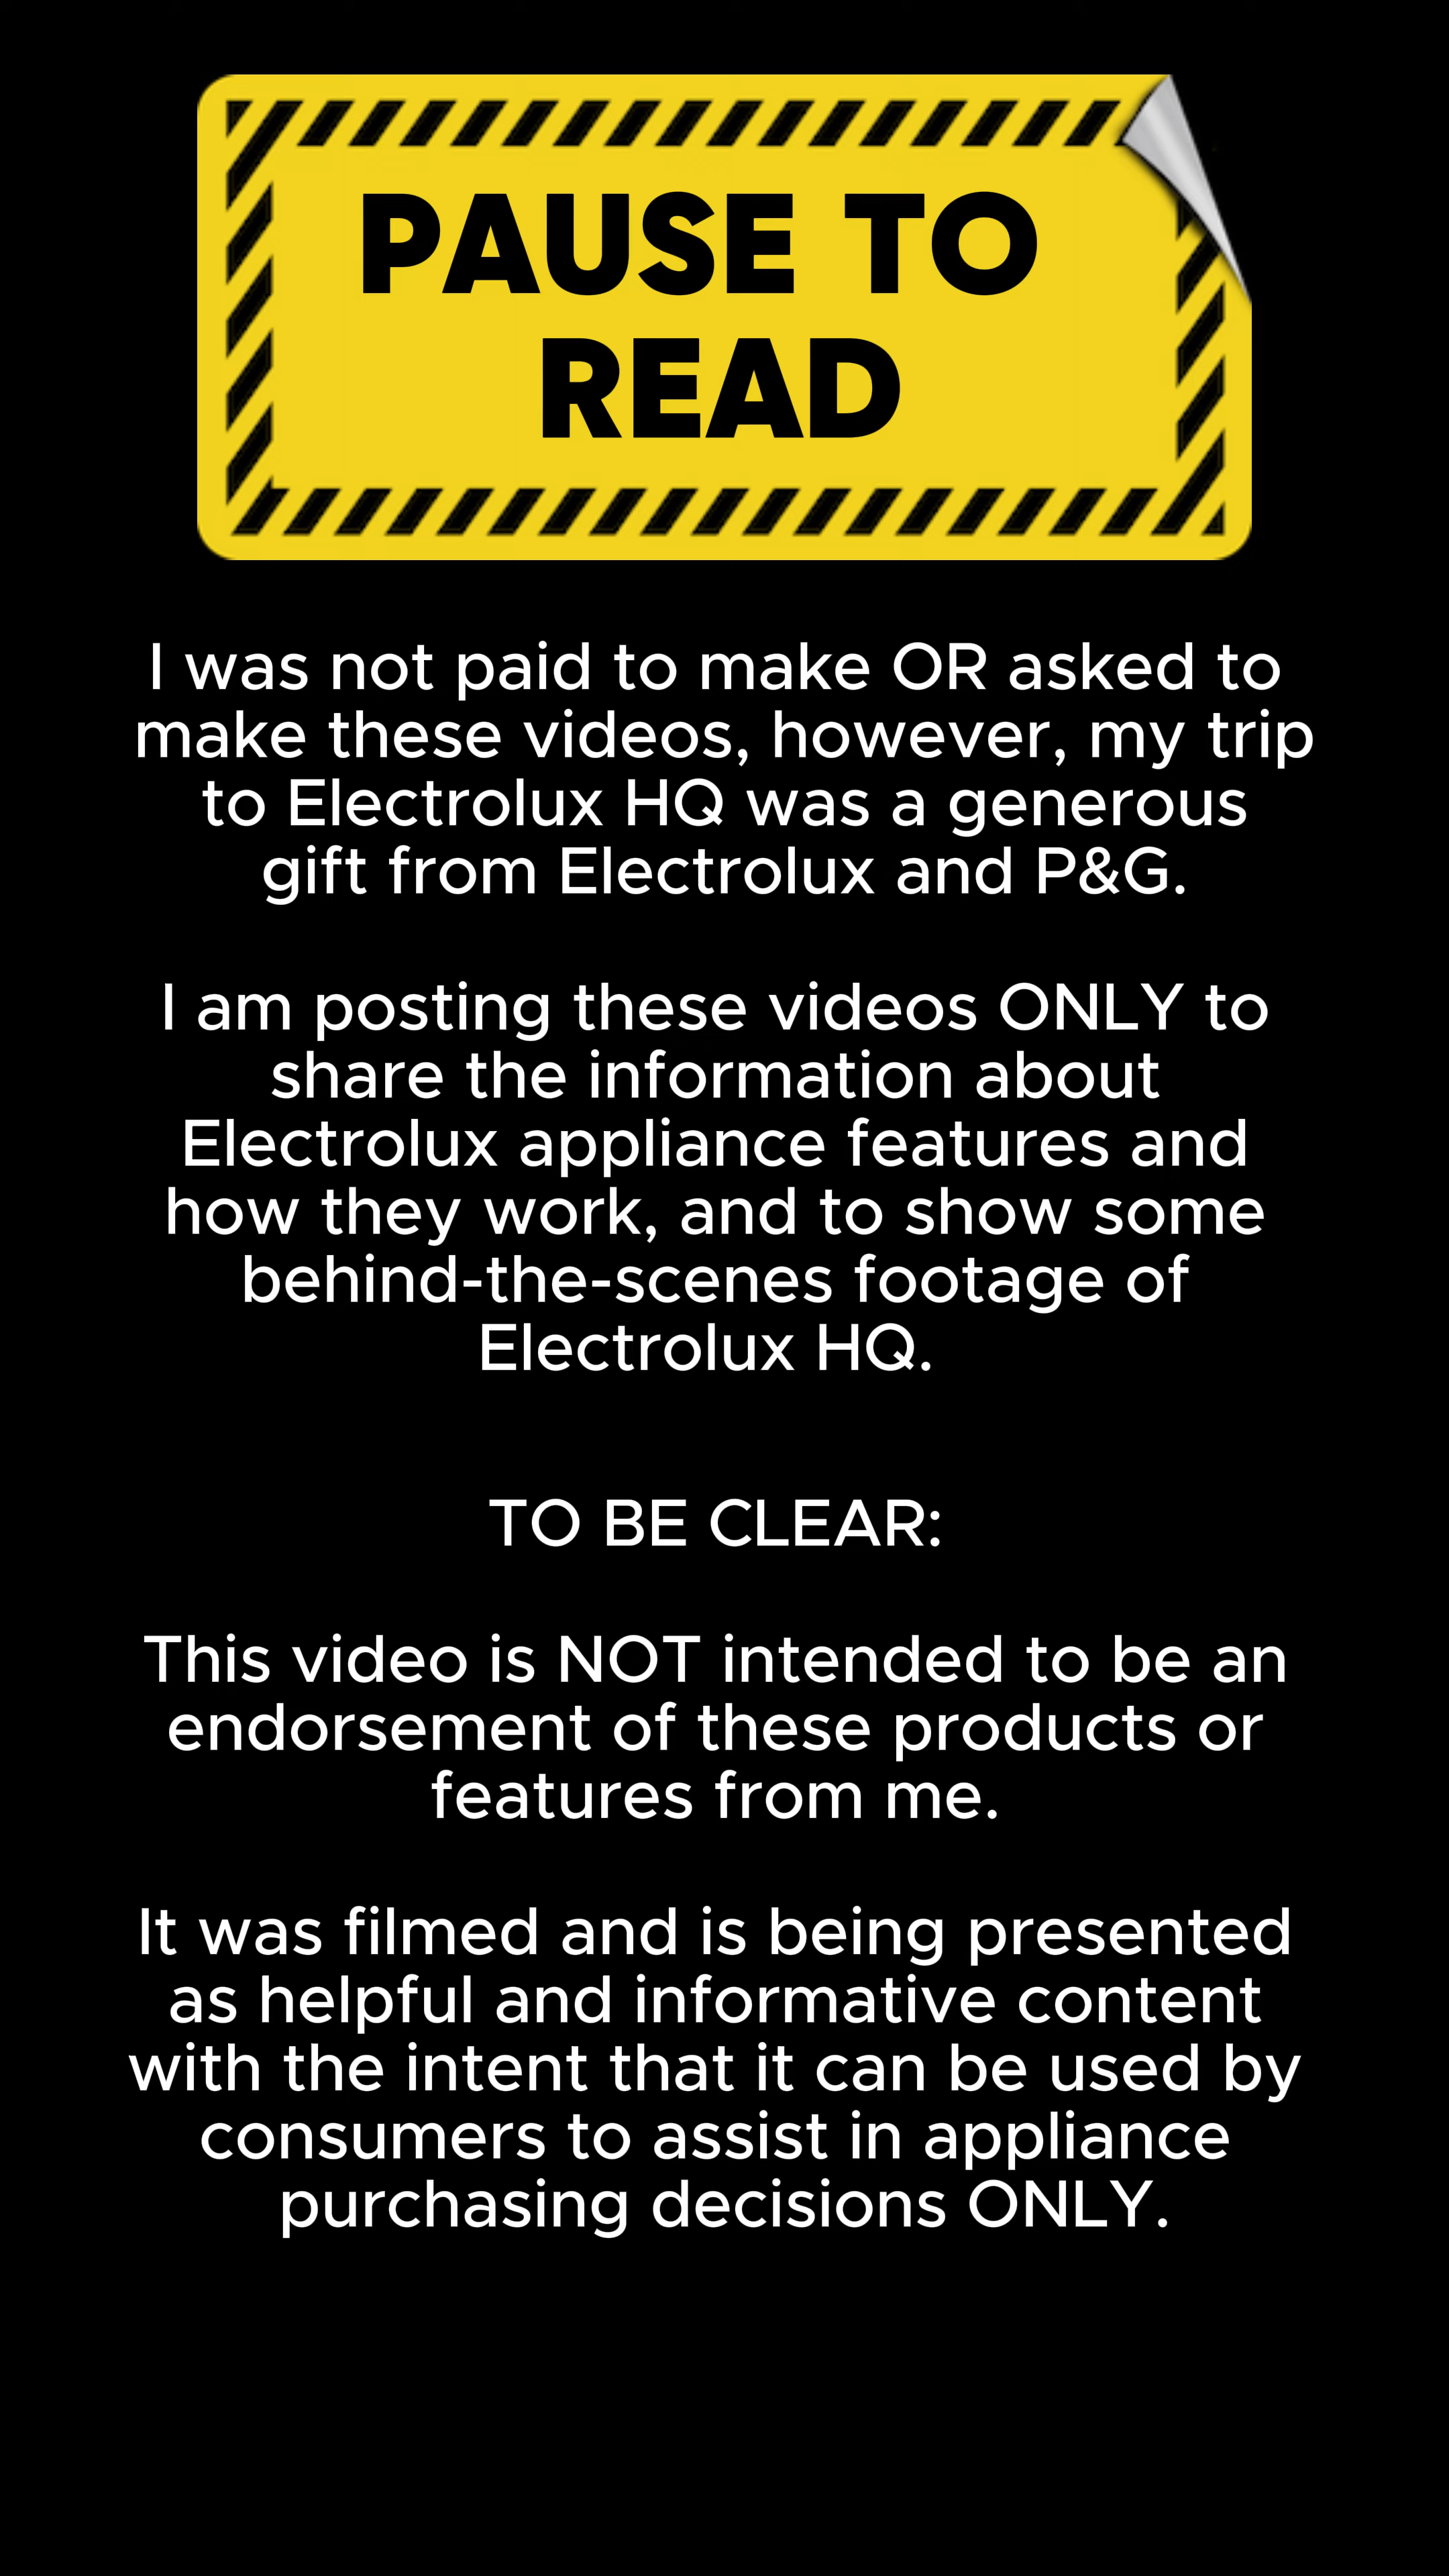 PAUSE TO
READ
I was not paid to make OR asked to
make these videos, however, my trip
to Electrolux HQ was a generous
gift from Electrolux and P&G.
I am posting these videos ONLY to
share the information about
Electrolux appliance features and
how they work, and to show some
behind-the-scenes footage of
Electrolux HQ.
TO BE CLEAR:
This video is NOT intended to be an
endorsement of these products or
features from me.
It was filmed and is being presented
as helpful and informative content
with the intent that it can be used by
consumers to assist in appliance
purchasing decisions ONLY.